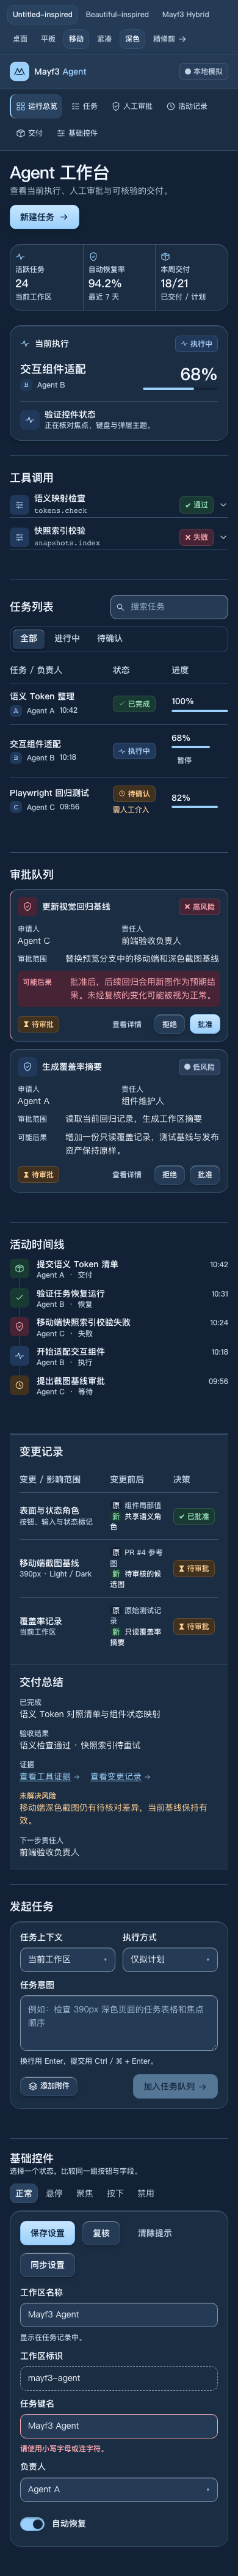 Untitled-inspired
Beautiful-inspired
Mayf3 Hybrid
桌面
平板
移动
紧凑
深色
精修前 →
Mayf3 Agent
本地模拟
运行总览
任务
人工审批
活动记录
交付
基础控件
Agent 工作台
查看当前执行、人工审批与可核验的交付。
新建任务 →
活跃任务
24
当前工作区
自动恢复率
94.2%
最近 7 天
本周交付
18/21
已交付 / 计划
当前执行
执行中
交互组件适配
B Agent B
68%
验证控件状态
正在核对焦点、键盘与弹层主题。
工具调用
语义映射检查
tokens.check
通过
快照索引校验
snapshots.index
失败
任务列表
搜索任务
全部
进行中
待确认
任务 / 负责人
状态
进度
语义 Token 整理
A Agent A 10:42
已完成
100%
交互组件适配
B Agent B 10:18
执行中
68%
暂停
Playwright 回归测试
C Agent C 09:56
待确认
需人工介入
82%
审批队列
更新视觉回归基线
高风险
申请人
Agent C
责任人
前端验收负责人
审批范围
替换预览分支中的移动端和深色截图基线
可能后果
批准后，后续回归会用新图作为预期结
果。未经复核的变化可能被视为正常。
待审批
查看详情
拒绝
批准
生成覆盖率摘要
低风险
申请人
Agent A
责任人
组件维护人
审批范围
读取当前回归记录，生成工作区摘要
可能后果
增加一份只读覆盖记录，测试基线与发布
资产保持原样。
待审批
查看详情
拒绝
批准
活动时间线
提交语义 Token 清单
10:42
Agent A · 交付
验证任务恢复运行
10:31
Agent B · 恢复
移动端快照索引校验失败
10:24
Agent C · 失败
开始适配交互组件
10:18
Agent B · 执行
提出截图基线审批
09:56
Agent C · 等待
变更记录
变更 / 影响范围
变更前后
决策
表面与状态角色
按钮、输入与状态标记
原 组件局部值
新 共享语义角
色
已批准
移动端截图基线
390px · Light / Dark
原 PR #4 参考
图
新 待审核的候
选图
待审批
覆盖率记录
当前工作区
原 原始测试记
录
新 只读覆盖率
摘要
待审批
交付总结
已完成
语义 Token 对照清单与组件状态映射
验收结果
语义检查通过 · 快照索引待重试
证据
查看工具证据 →
查看变更记录 →
未解决风险
移动端深色截图仍有待核对差异，当前基线保持有
效。
下一步责任人
前端验收负责人
发起任务
任务上下文
执行方式
当前工作区
仅拟计划
任务意图
例如：检查 390px 深色页面的任务表格和焦点
顺序
换行用 Enter，提交用 Ctrl / ⌘ + Enter。
添加附件
加入任务队列 →
基础控件
选择一个状态，比较同一组按钮与字段。
正常
悬停
聚焦
按下
禁用
保存设置
复核
清除提示
同步设置
工作区名称
Mayf3 Agent
显示在任务记录中。
工作区标识
mayf3-agent
任务键名
Mayf3 Agent
请使用小写字母或连字符。
负责人
Agent A
自动恢复